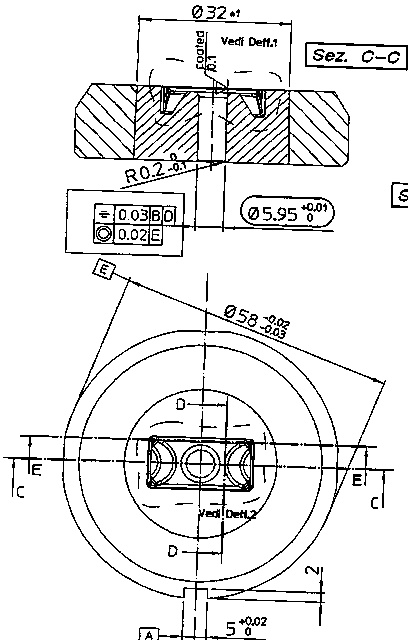 Ø32 ±1
Vedi Dett.1
coated
0.1
Sez. C-C
R0.2 0 -0.1
S
⌯ 0.03 B D
◎ 0.02 E
Ø5.95 +0.01 0
E
Ø58 -0.02 -0.03
D
E
E
C
C
Vedi Dett.2
D
2
A
5 +0.02 0